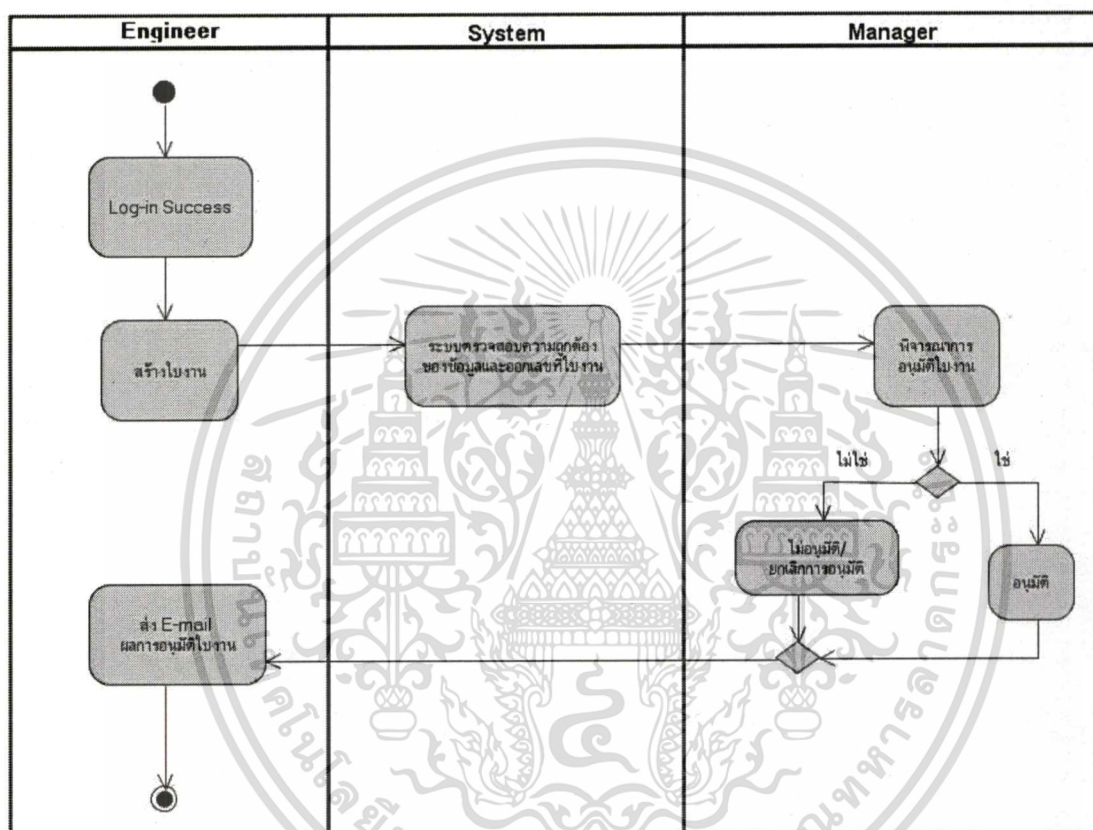 Engineer
System
Manager
Log-in Success
สร้างใบงาน
ระบบตรวจสอบความถูกต้อง
ของข้อมูลและออกเลขที่ใบงาน
พิจารณาการ
อนุมัติใบงาน
ไม่ใช่
ใช่
ไม่อนุมัติ/
ยกเลิกการอนุมัติ
อนุมัติ
ส่ง E-mail
ผลการอนุมัติใบงาน